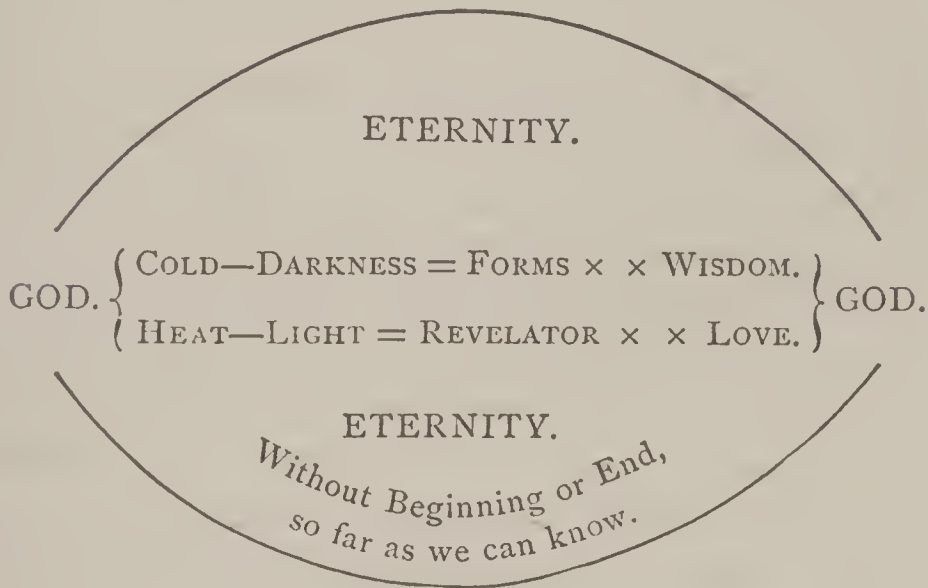 ETERNITY.
COLD—DARKNESS = FORMS × × WISDOM.
GOD. { } GOD.
HEAT—LIGHT = REVELATOR × × LOVE.
ETERNITY.
Without Beginning or End,
so far as we can know.